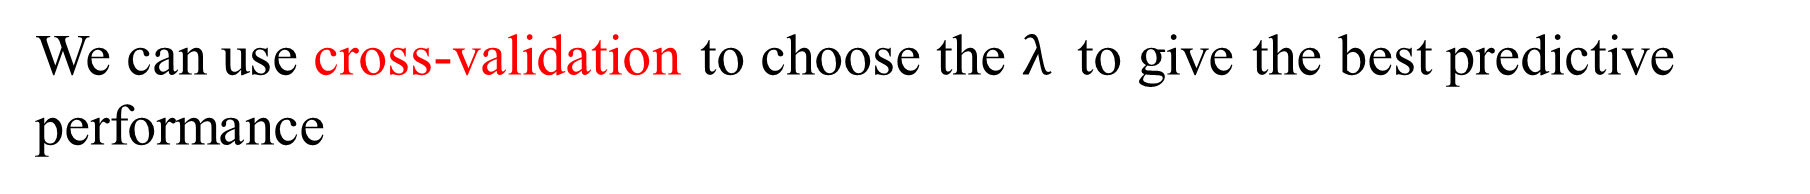 We can use cross-validation to choose the λ to give the best predictive
performance